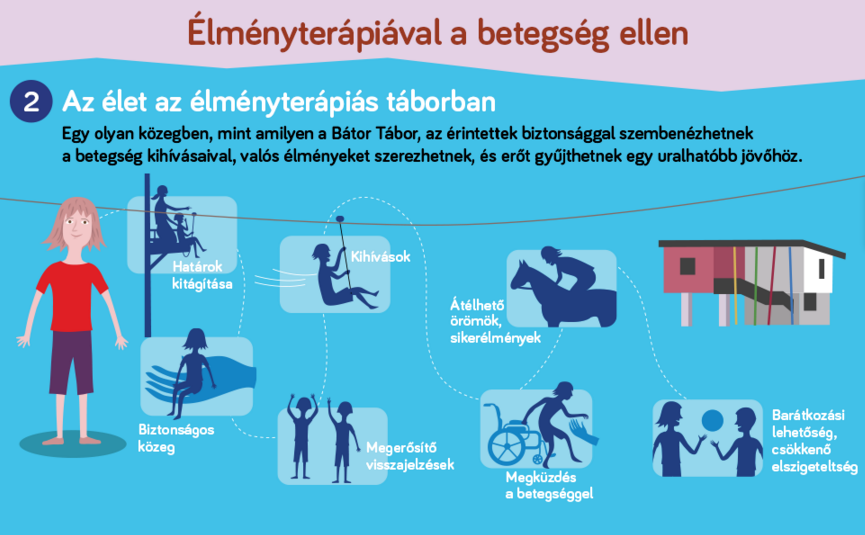 Élményterápiával a betegség ellen
2
Az élet az élményterápiás táborban
Egy olyan közegben, mint amilyen a Bátor Tábor, az érintettek biztonsággal szembenézhetnek
a betegség kihívásaival, valós élményeket szerezhetnek, és erőt gyűjthetnek egy uralhatóbb jövőhöz.
Határok
kitágítása
Biztonságos
közeg
Kihívások
Megerősítő
visszajelzések
Átélhető
örömök,
sikerélmények
Megküzdés
a betegséggel
Barátkozási
lehetőség,
csökkenő
elszigeteltség